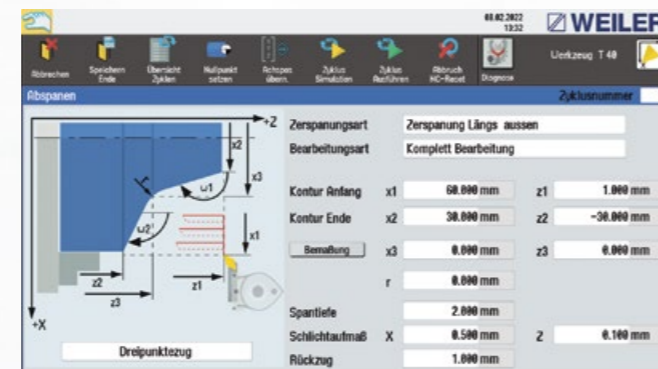 08.02.2022
13:32
WEILER
Abbrechen
Speichern Ende
Übersicht Zyklen
Nullpunkt setzen
Achspos übern.
Zyklus Simulation
Zyklus Ausführen
Abbruch NC-Reset
Diagnose
Werkzeug T 40
Abspanen
Zyklusnummer
+Z
Zerspanungsart Zerspanung Längs aussen
Bearbeitungsart Komplett Bearbeitung
Kontur Anfang x1 60.000 mm z1 1.000 mm
Kontur Ende x2 30.000 mm z2 -30.000 mm
Bemaßung x3 0.000 mm z3 0.000 mm
r 0.000 mm
Spantiefe 2.000 mm
Schlichtaufmaß X 0.500 mm Z 0.100 mm
Rückzug 1.000 mm
x2
x3
r
ω1
ω2
x1
z2
z1
z3
+X
Dreipunktezug